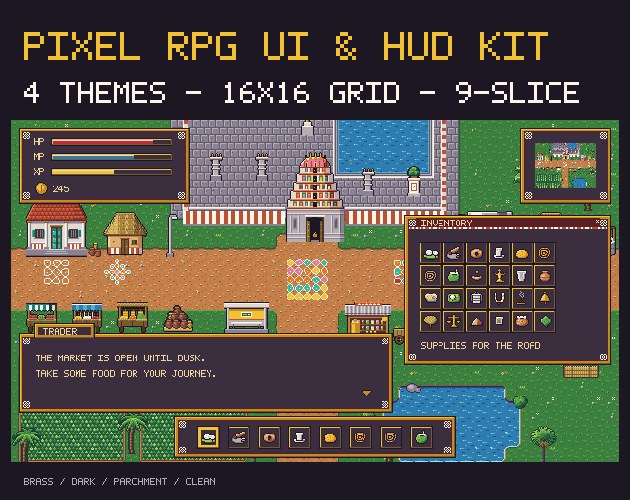 PIXEL RPG UI & HUD KIT
4 THEMES - 16X16 GRID - 9-SLICE
HP
MP
XP
245
INVENTORY
SUPPLIES FOR THE ROFD
TRADER
THE MARKET IS OPEN UNTIL DUSK.
TAKE SOME FOOD FOR YOUR JOURNEY.
BRASS / DARK / PARCHMENT / CLEAN